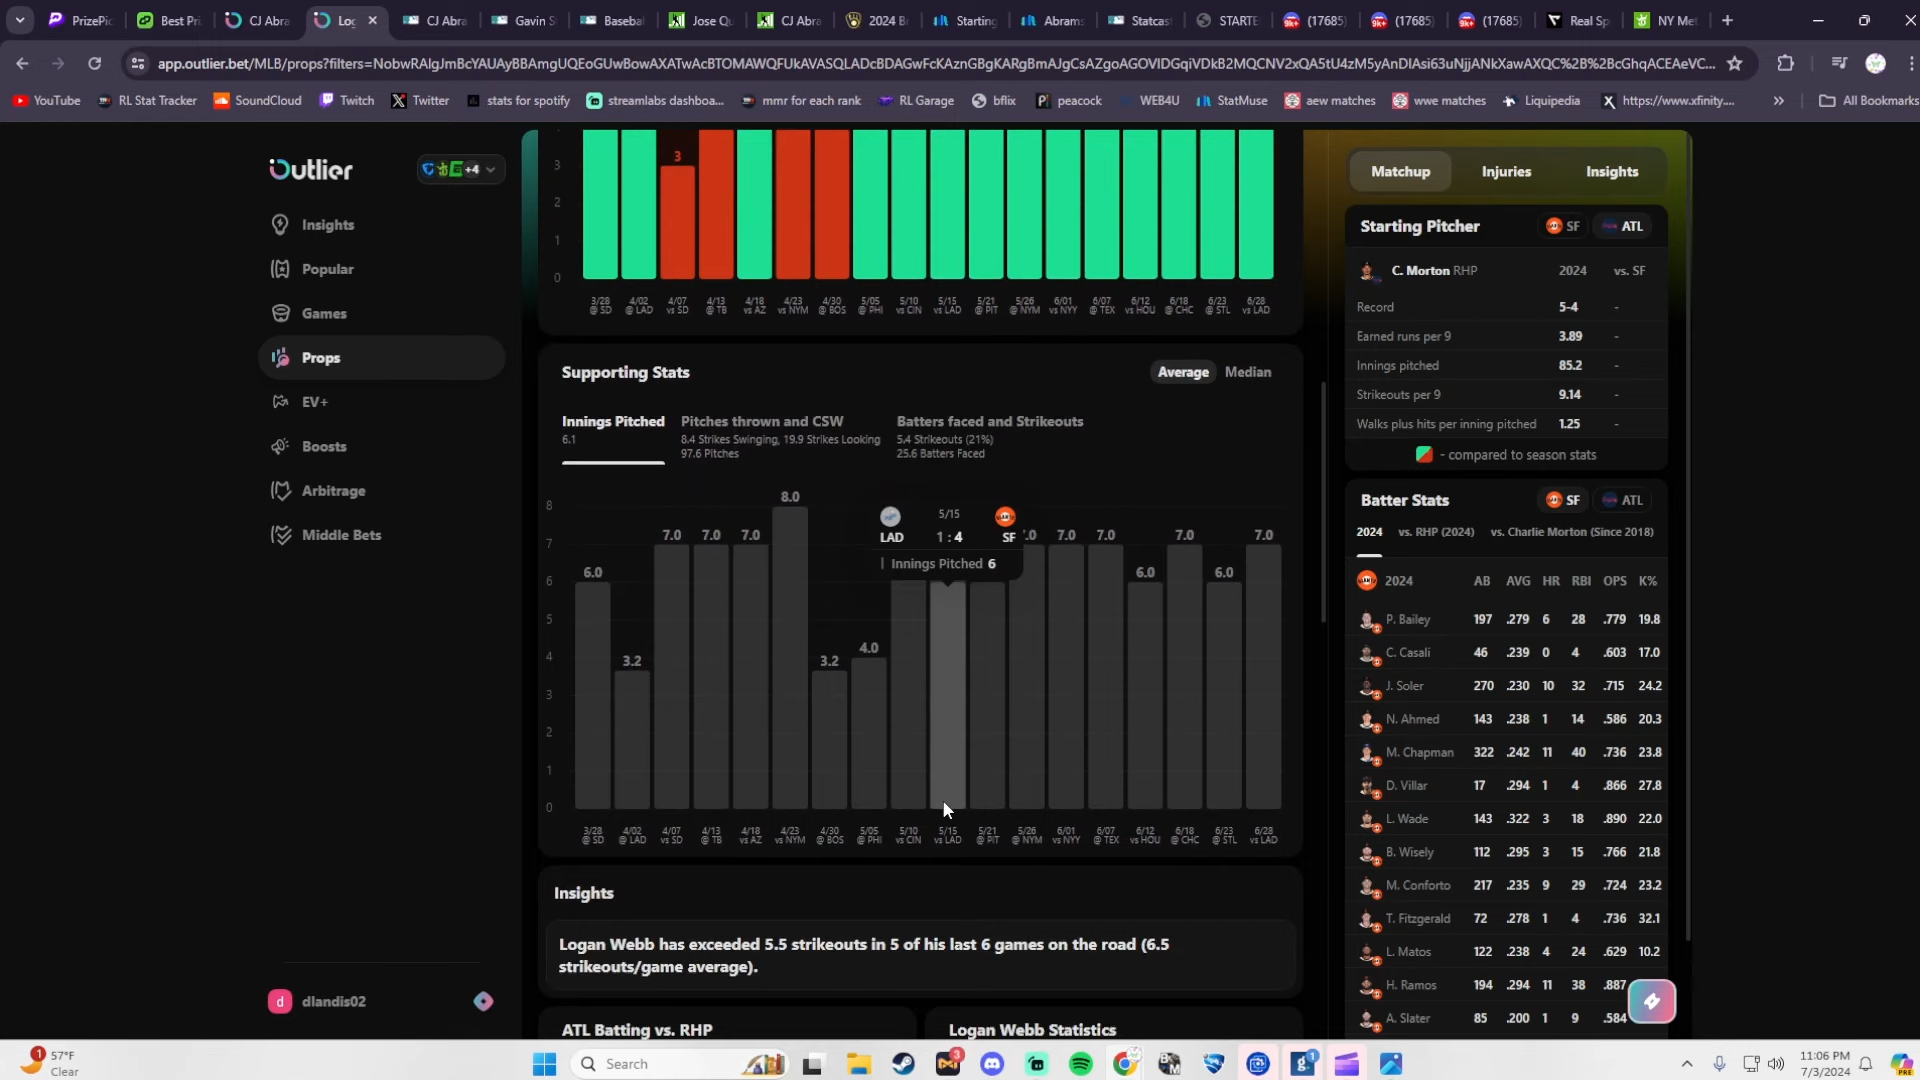 PrizePic
Best Pri
CJ Abra
Log
CJ Abra
Gavin S
Baseba
Jose Qu
CJ Abra
2024 B
Starting
Abrams
Statcast
STARTE
(17685)
(17685)
(17685)
Real Sp
NY Met
YouTube
RL Stat Tracker
SoundCloud
Twitch
Twitter
stats for spotify
streamlabs dashboa...
mmr for each rank
RL Garage
bflix
peacock
WEB4U
StatMuse
aew matches
wwe matches
Liquipedia
https://www.xfinity....
All Bookmarks
Outlier
+4
Insights
Popular
Games
Props
EV+
Boosts
Arbitrage
Middle Bets
d dlandis02
3
3
2
1
0
3/28 4/02 4/07 4/13 4/18 4/23 4/30 5/05 5/10 5/15 5/21 5/26 6/01 6/07 6/12 6/18 6/23 6/28
@ SD @ LAD vs SD @ TB vs AZ vs NYM @ BOS @ PHI vs CIN vs LAD @ PIT @ NYM vs NYY @ TEX vs HOU @ CHC @ STL vs LAD
Supporting Stats
Average Median
Innings Pitched
6.1
Pitches thrown and CSW
8.4 Strikes Swinging, 19.9 Strikes Looking
97.6 Pitches
Batters faced and Strikeouts
5.4 Strikeouts (21%)
25.6 Batters Faced
8
7
6
5
4
3
2
1
0
6.0 3.2 7.0 7.0 7.0 8.0 3.2 4.0 7.0 7.0 6.0 7.0 6.0 7.0
5/15
LAD 1 : 4 SF
Innings Pitched 6
3/28 4/02 4/07 4/13 4/18 4/23 4/30 5/05 5/10 5/15 5/21 5/26 6/01 6/07 6/12 6/18 6/23 6/28
@ SD @ LAD vs SD @ TB vs AZ vs NYM @ BOS @ PHI vs CIN vs LAD @ PIT @ NYM vs NYY @ TEX vs HOU @ CHC @ STL vs LAD
Insights
Logan Webb has exceeded 5.5 strikeouts in 5 of his last 6 games on the road (6.5
strikeouts/game average).
ATL Batting vs. RHP
Logan Webb Statistics
Matchup Injuries Insights
Starting Pitcher SF ATL
C. Morton RHP 2024 vs. SF
Record 5-4 -
Earned runs per 9 3.89 -
Innings pitched 85.2 -
Strikeouts per 9 9.14 -
Walks plus hits per inning pitched 1.25 -
- compared to season stats
Batter Stats SF ATL
2024 vs. RHP (2024) vs. Charlie Morton (Since 2018)
2024 AB AVG HR RBI OPS K%
P. Bailey 197 .279 6 28 .779 19.8
C. Casali 46 .239 0 4 .603 17.0
J. Soler 270 .230 10 32 .715 24.2
N. Ahmed 143 .238 1 14 .586 20.3
M. Chapman 322 .242 11 40 .736 23.8
D. Villar 17 .294 1 4 .866 27.8
L. Wade 143 .322 3 18 .890 22.0
B. Wisely 112 .295 3 15 .766 21.8
M. Conforto 217 .235 9 29 .724 23.2
T. Fitzgerald 72 .278 1 4 .736 32.1
L. Matos 122 .238 4 24 .629 10.2
H. Ramos 194 .294 11 38 .887
A. Slater 85 .200 1 9 .584
1
57°F
Clear
Search
3
1
11:06 PM
7/3/2024
PRE